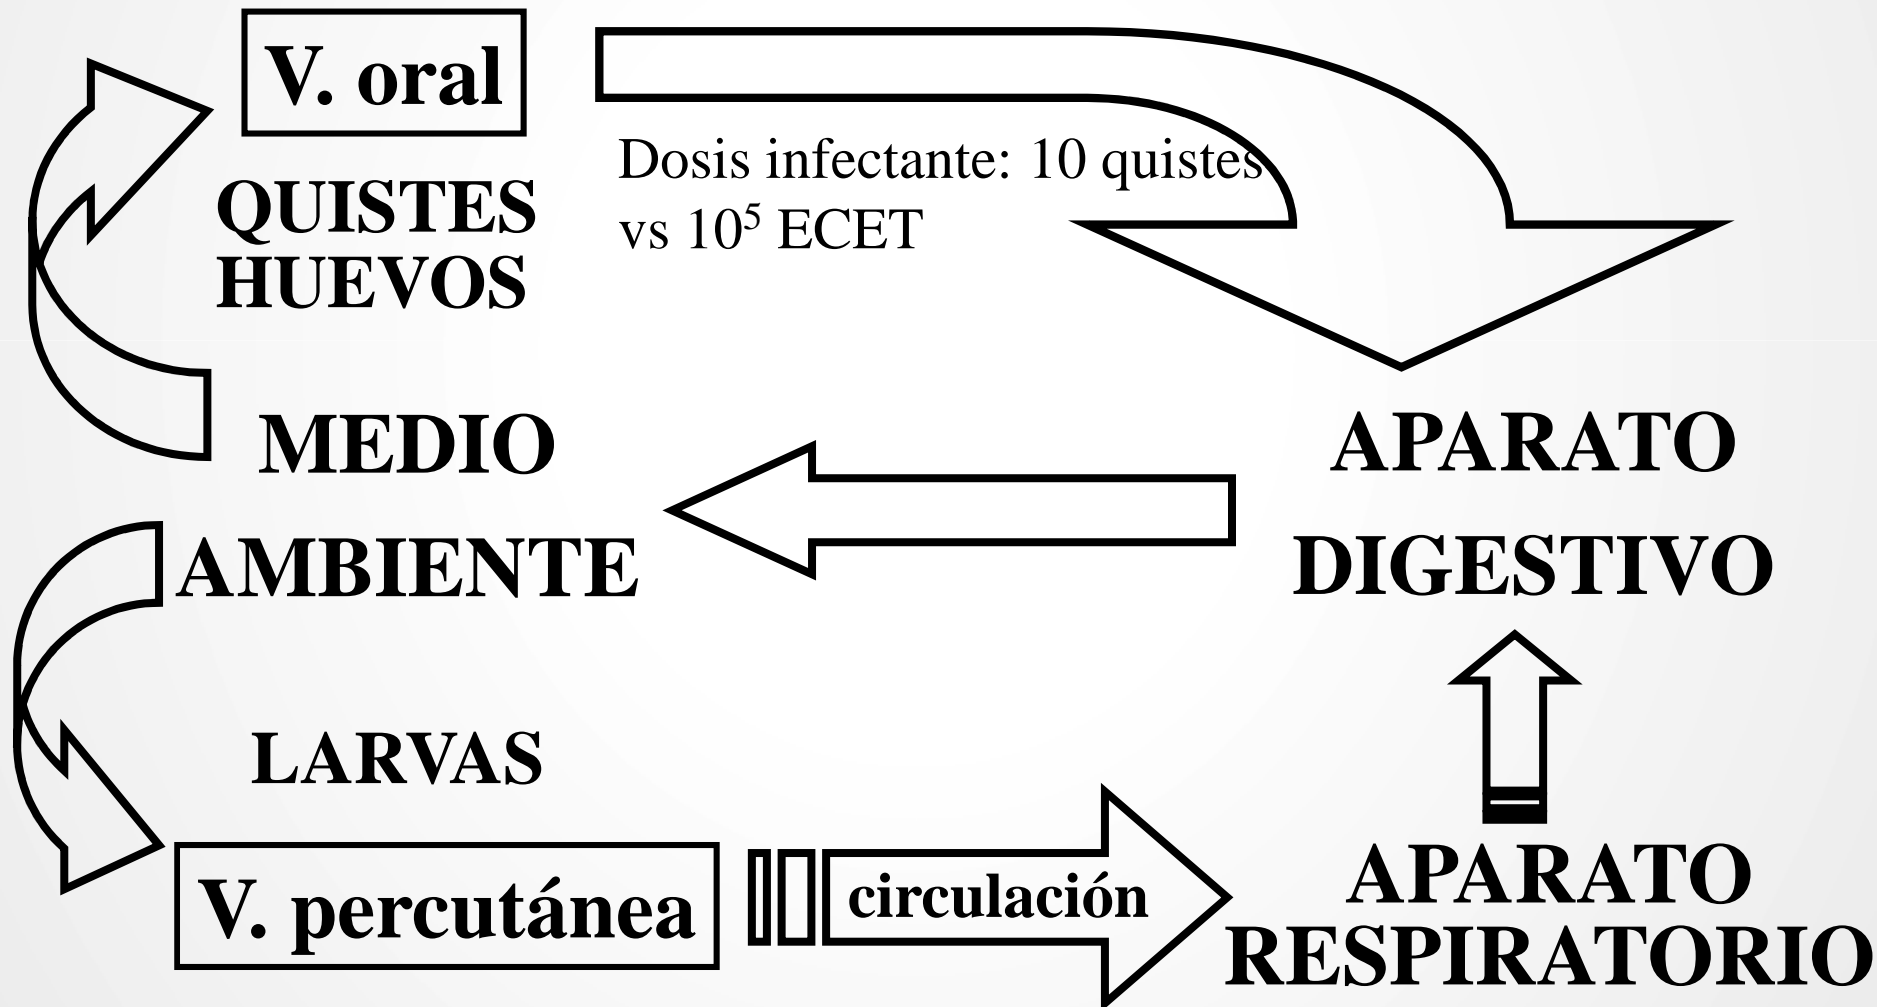 V. oral
Dosis infectante: 10 quistes
vs 10⁵ ECET
QUISTES
HUEVOS
MEDIO
AMBIENTE
APARATO
DIGESTIVO
LARVAS
V. percutánea
circulación
APARATO
RESPIRATORIO